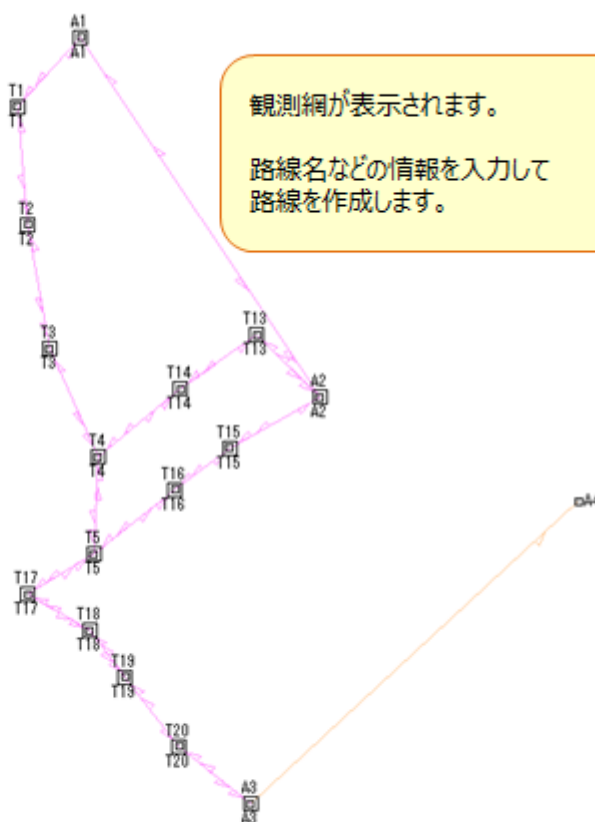 A1
A1
観測網が表示されます。
路線名などの情報を入力して
路線を作成します。
T1
T1
T2
T2
T3
T3
T13
T13
T14
T14
A2
A2
T4
T4
T15
T15
T16
T16
T5
T5
T17
T17
T18
T18
T19
T19
T20
T20
A3
A3